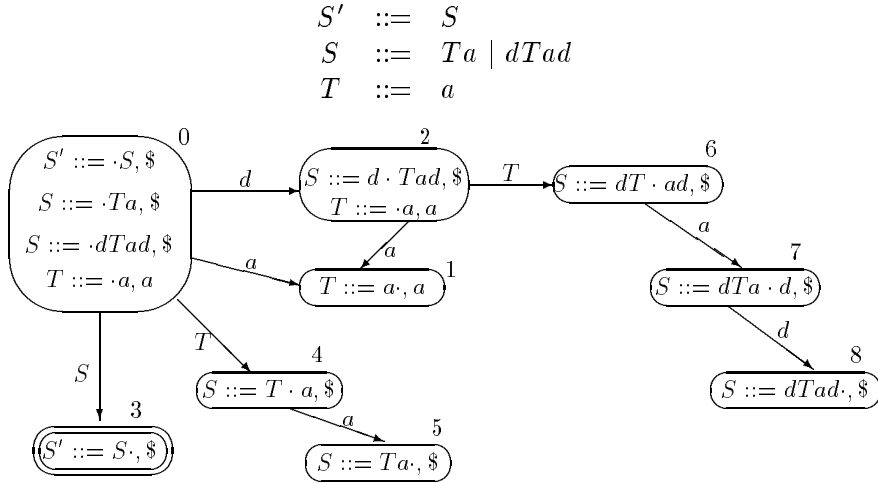 S' ::= S
S ::= Ta | dTad
T ::= a
0
S' ::= ·S, $
S ::= ·Ta, $
S ::= ·dTad, $
T ::= ·a, a
d
2
S ::= d · Tad, $
T ::= ·a, a
T
6
S ::= dT · ad, $
a
a
1
T ::= a·, a
a
7
S ::= dTa · d, $
T
4
S ::= T · a, $
d
8
S ::= dTad·, $
S
3
S' ::= S·, $
a
5
S ::= Ta·, $